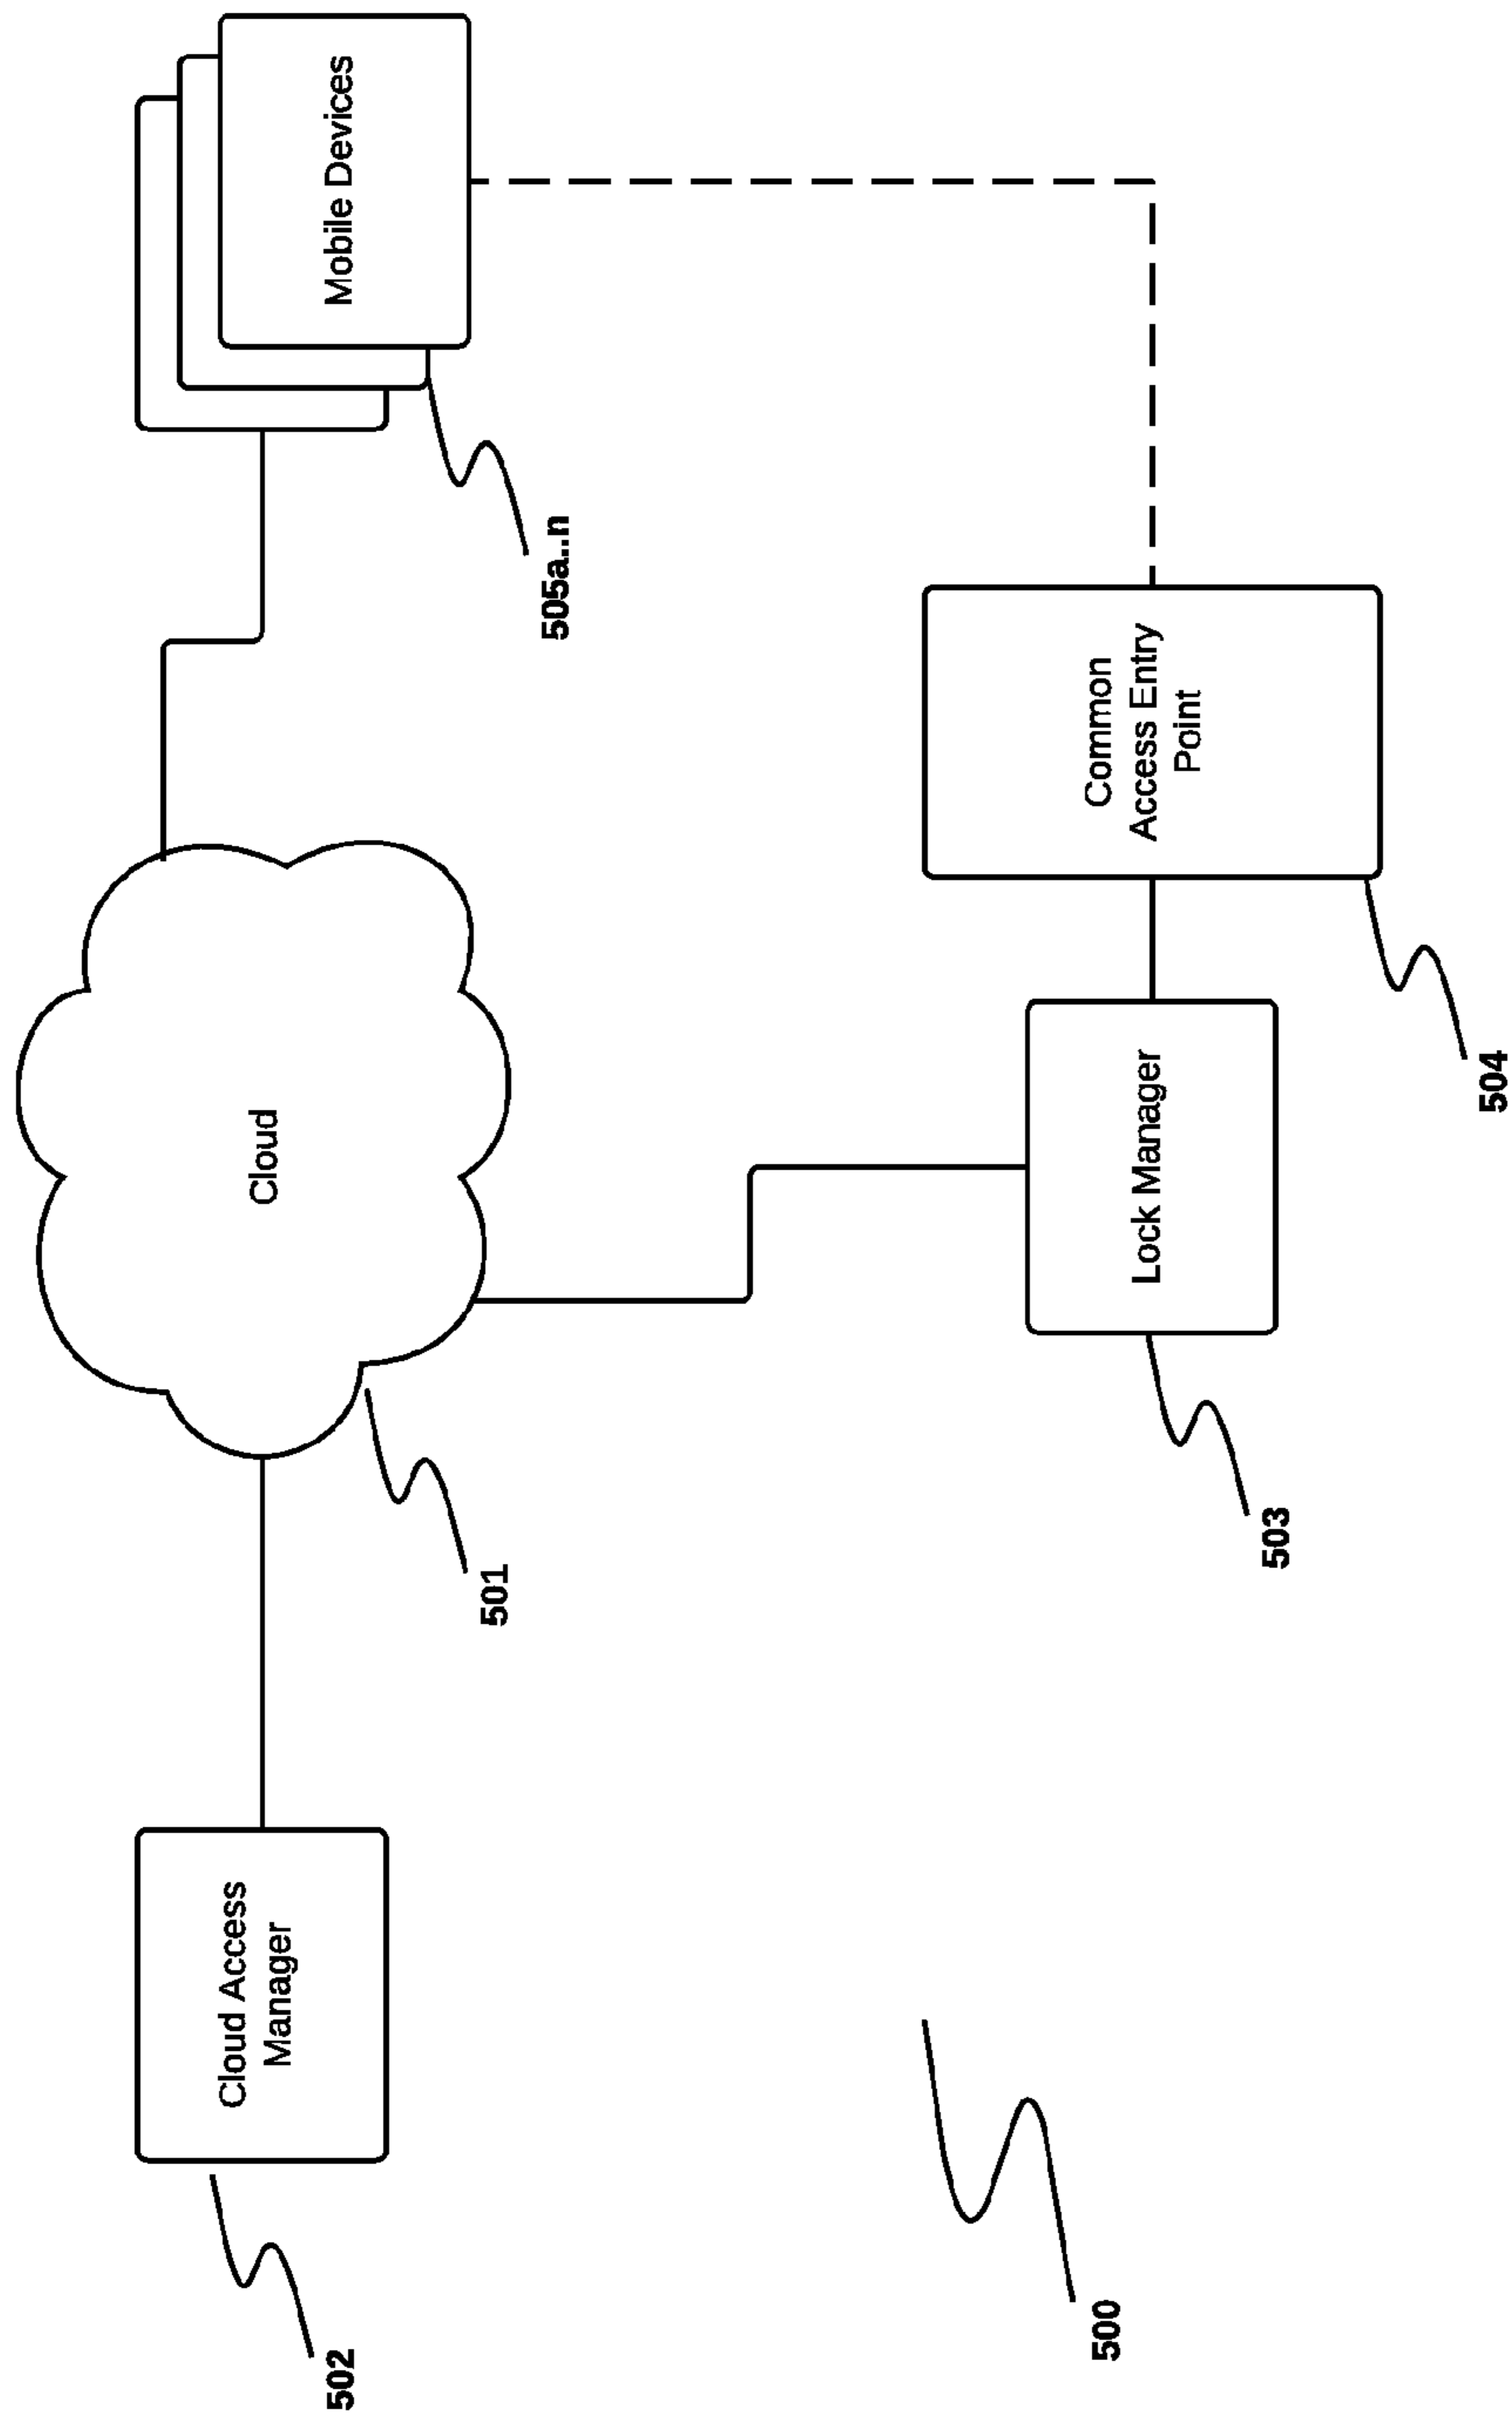 Cloud Access
Manager
502
Cloud
501
Mobile Devices
505a..n
Lock Manager
503
Common
Access Entry
Point
504
500